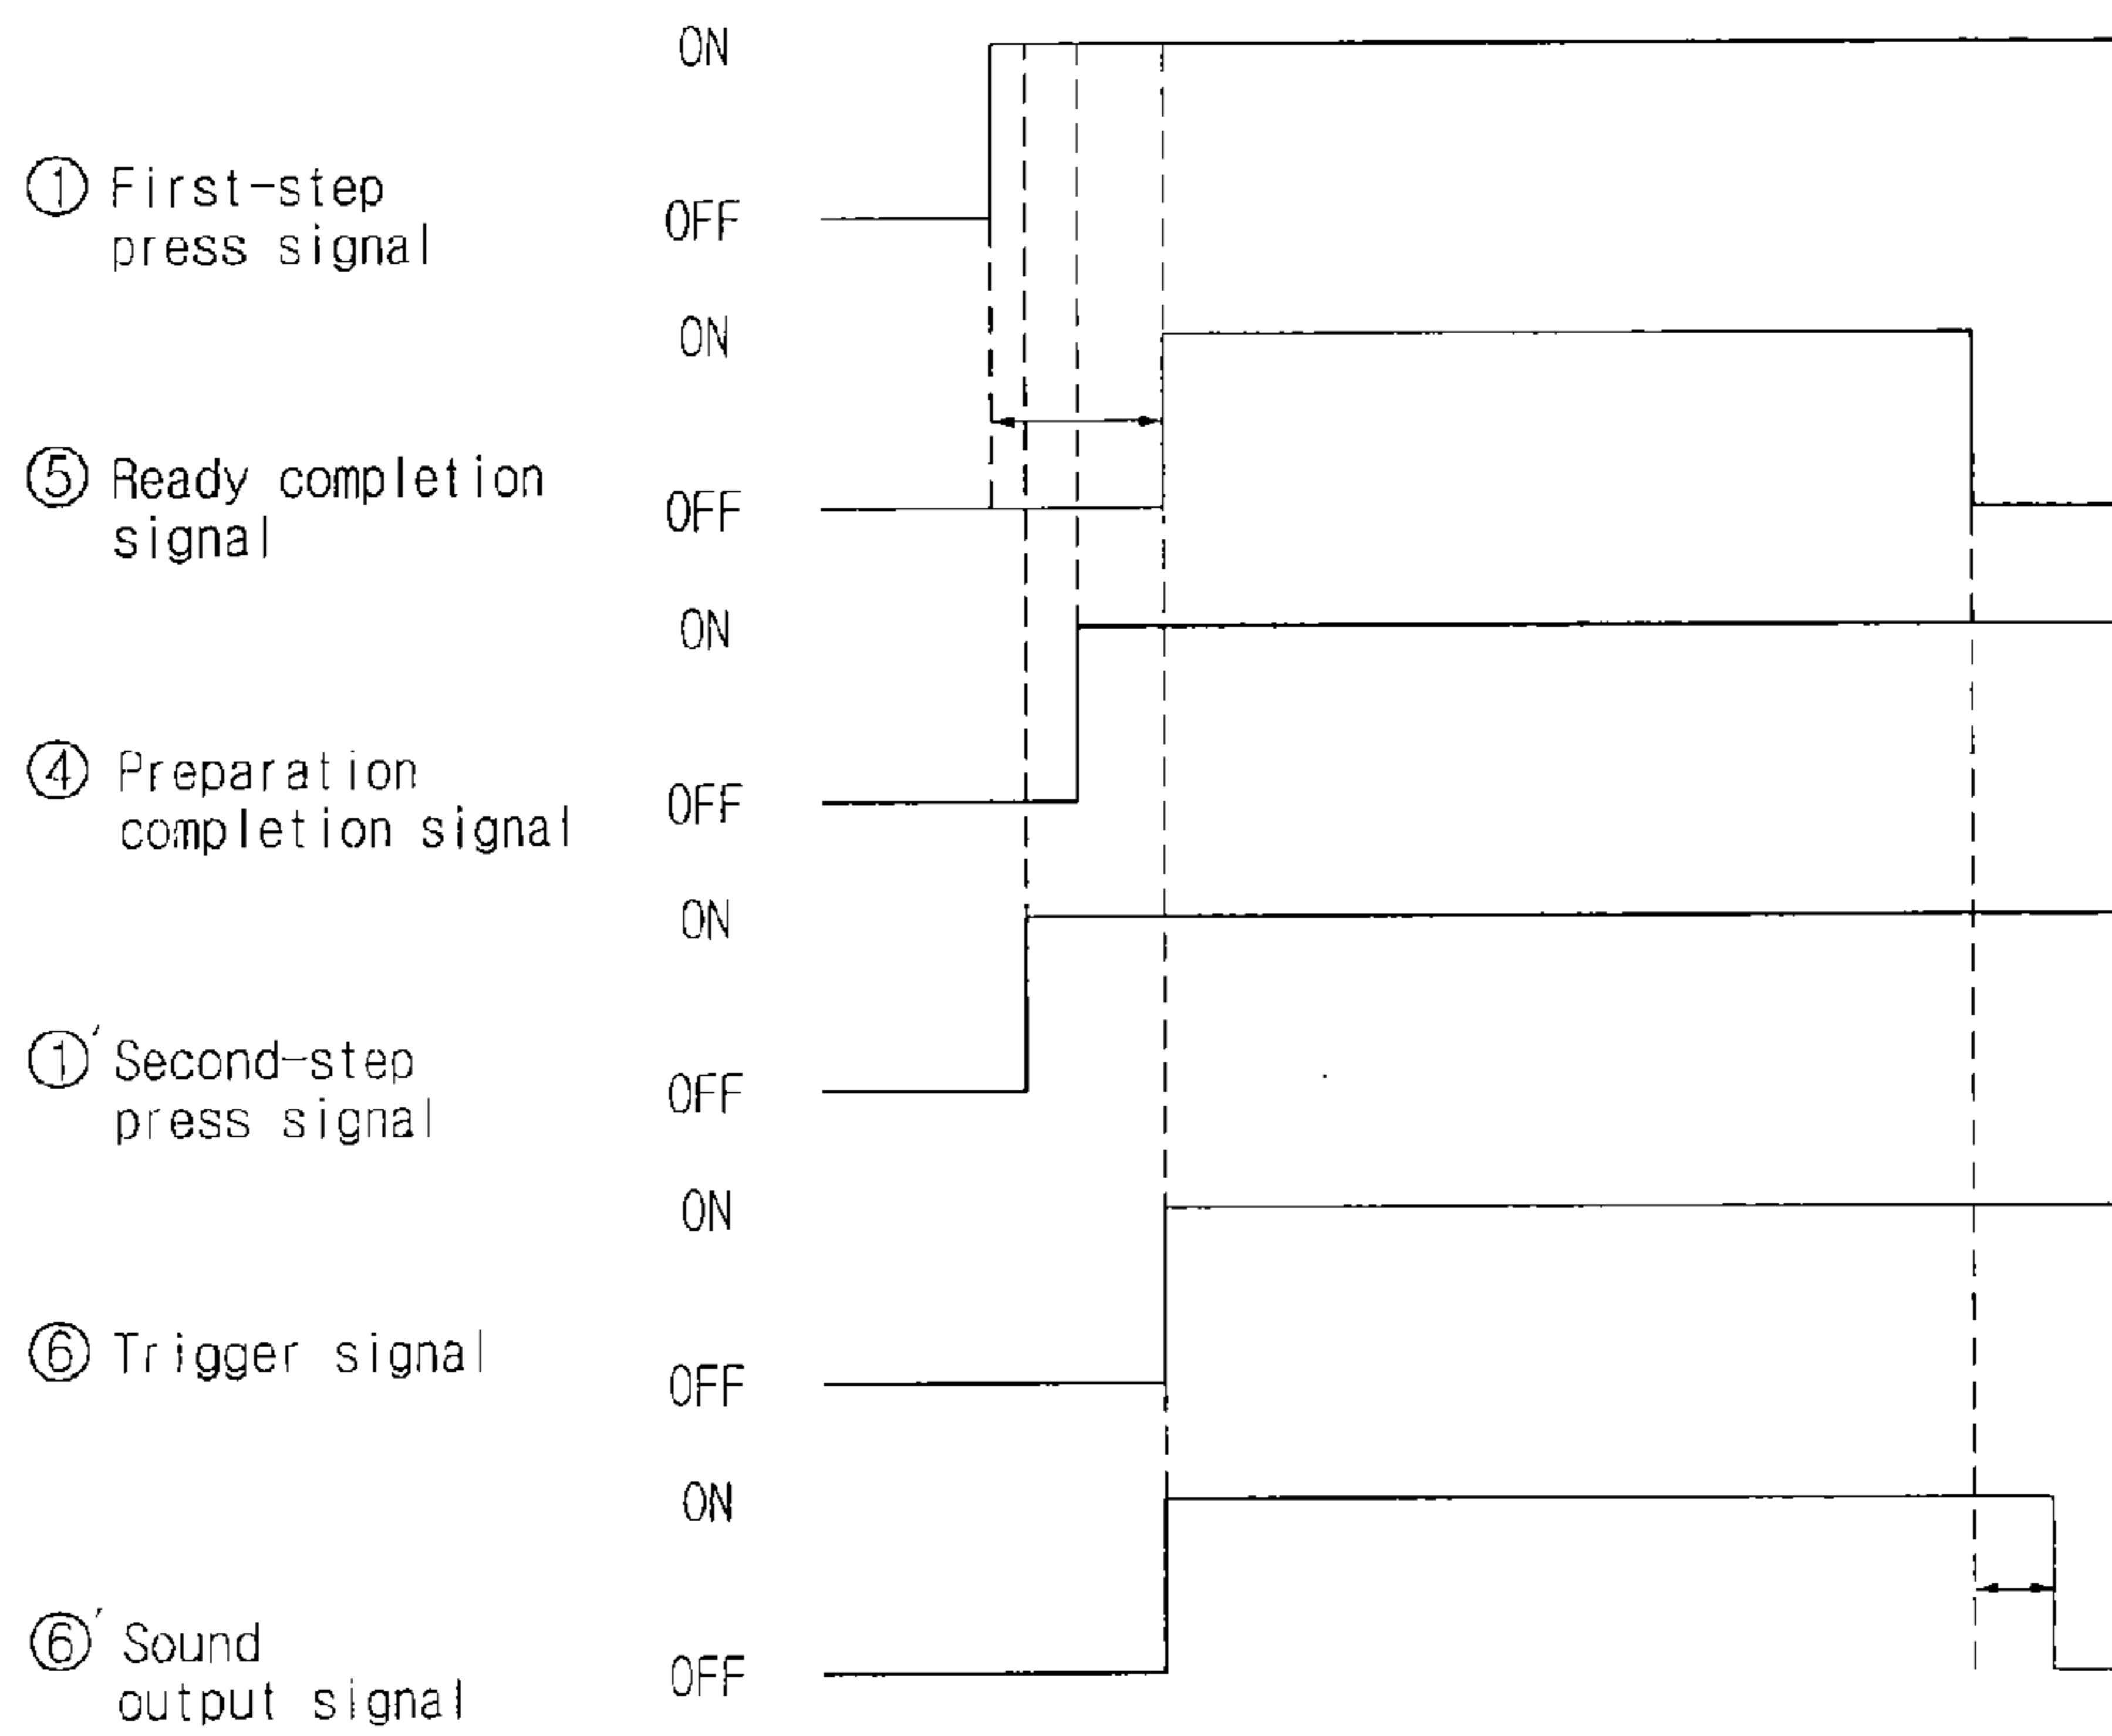 ON
① First-step
press signal
OFF
ON
⑤ Ready completion
signal
OFF
ON
④ Preparation
completion signal
OFF
ON
①′ Second-step
press signal
OFF
ON
⑥ Trigger signal
OFF
ON
⑥′ Sound
output signal
OFF